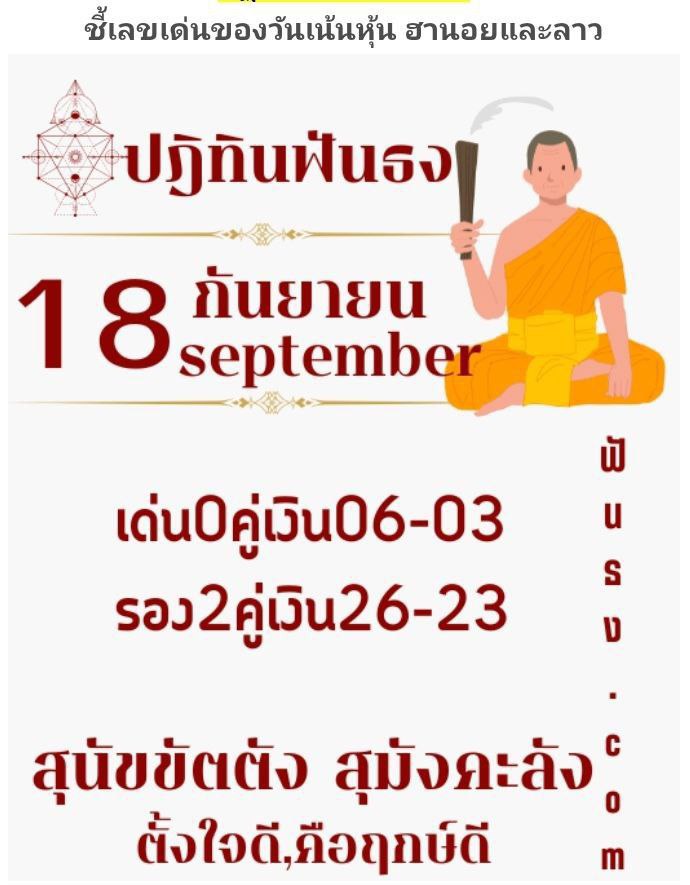 ชี้เลขเด่นของวันเน้นหุ้น ฮานอยและลาว
ปฏิทินฟันธง
18 กันยายน
september
เด่น0คู่เงิน06-03
รอง2คู่เงิน26-23
ฟันธง.com
สุนัขขัตตัง สุมังคะลัง
ตั้งใจดี,คือฤกษ์ดี